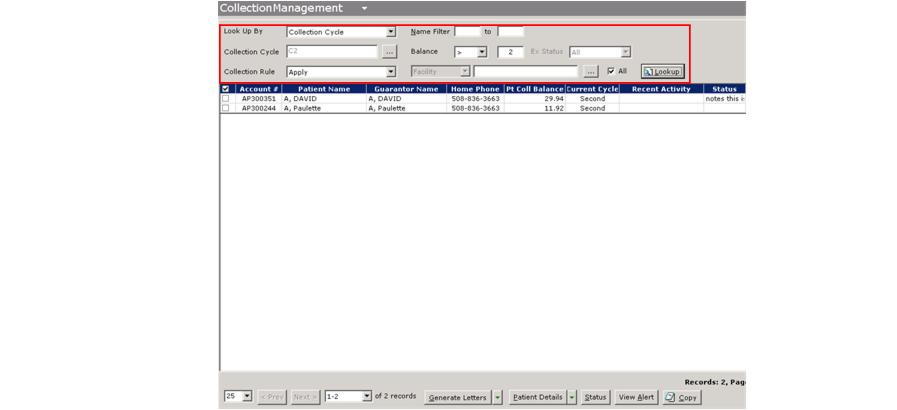 CollectionManagement
Look Up By Collection Cycle Name Filter to
Collection Cycle C2 ... Balance > 2 Ex Status All
Collection Rule Apply Facility ... All Lookup
Account # Patient Name Guarantor Name Home Phone Pt Coll Balance Current Cycle Recent Activity Status
AP300351 A, DAVID A, DAVID 508-836-3663 29.94 Second notes this is
AP300244 A, Paulette A, Paulette 508-836-3663 11.92 Second
Records: 2, Pag
25 < Prev Next > 1-2 of 2 records Generate Letters Patient Details Status View Alert Copy